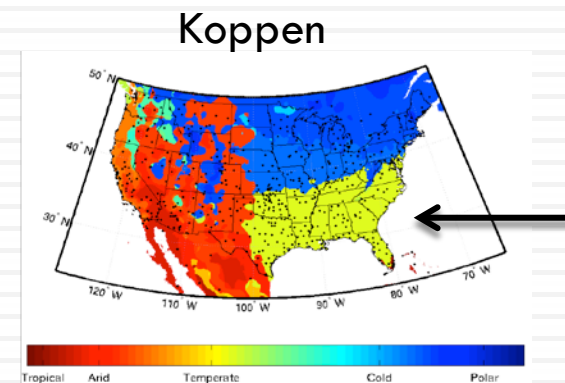 Koppen
50° N
40° N
30° N
120° W
110° W
100° W
90° W
80° W
70° W
Tropical Arid Temperate Cold Polar